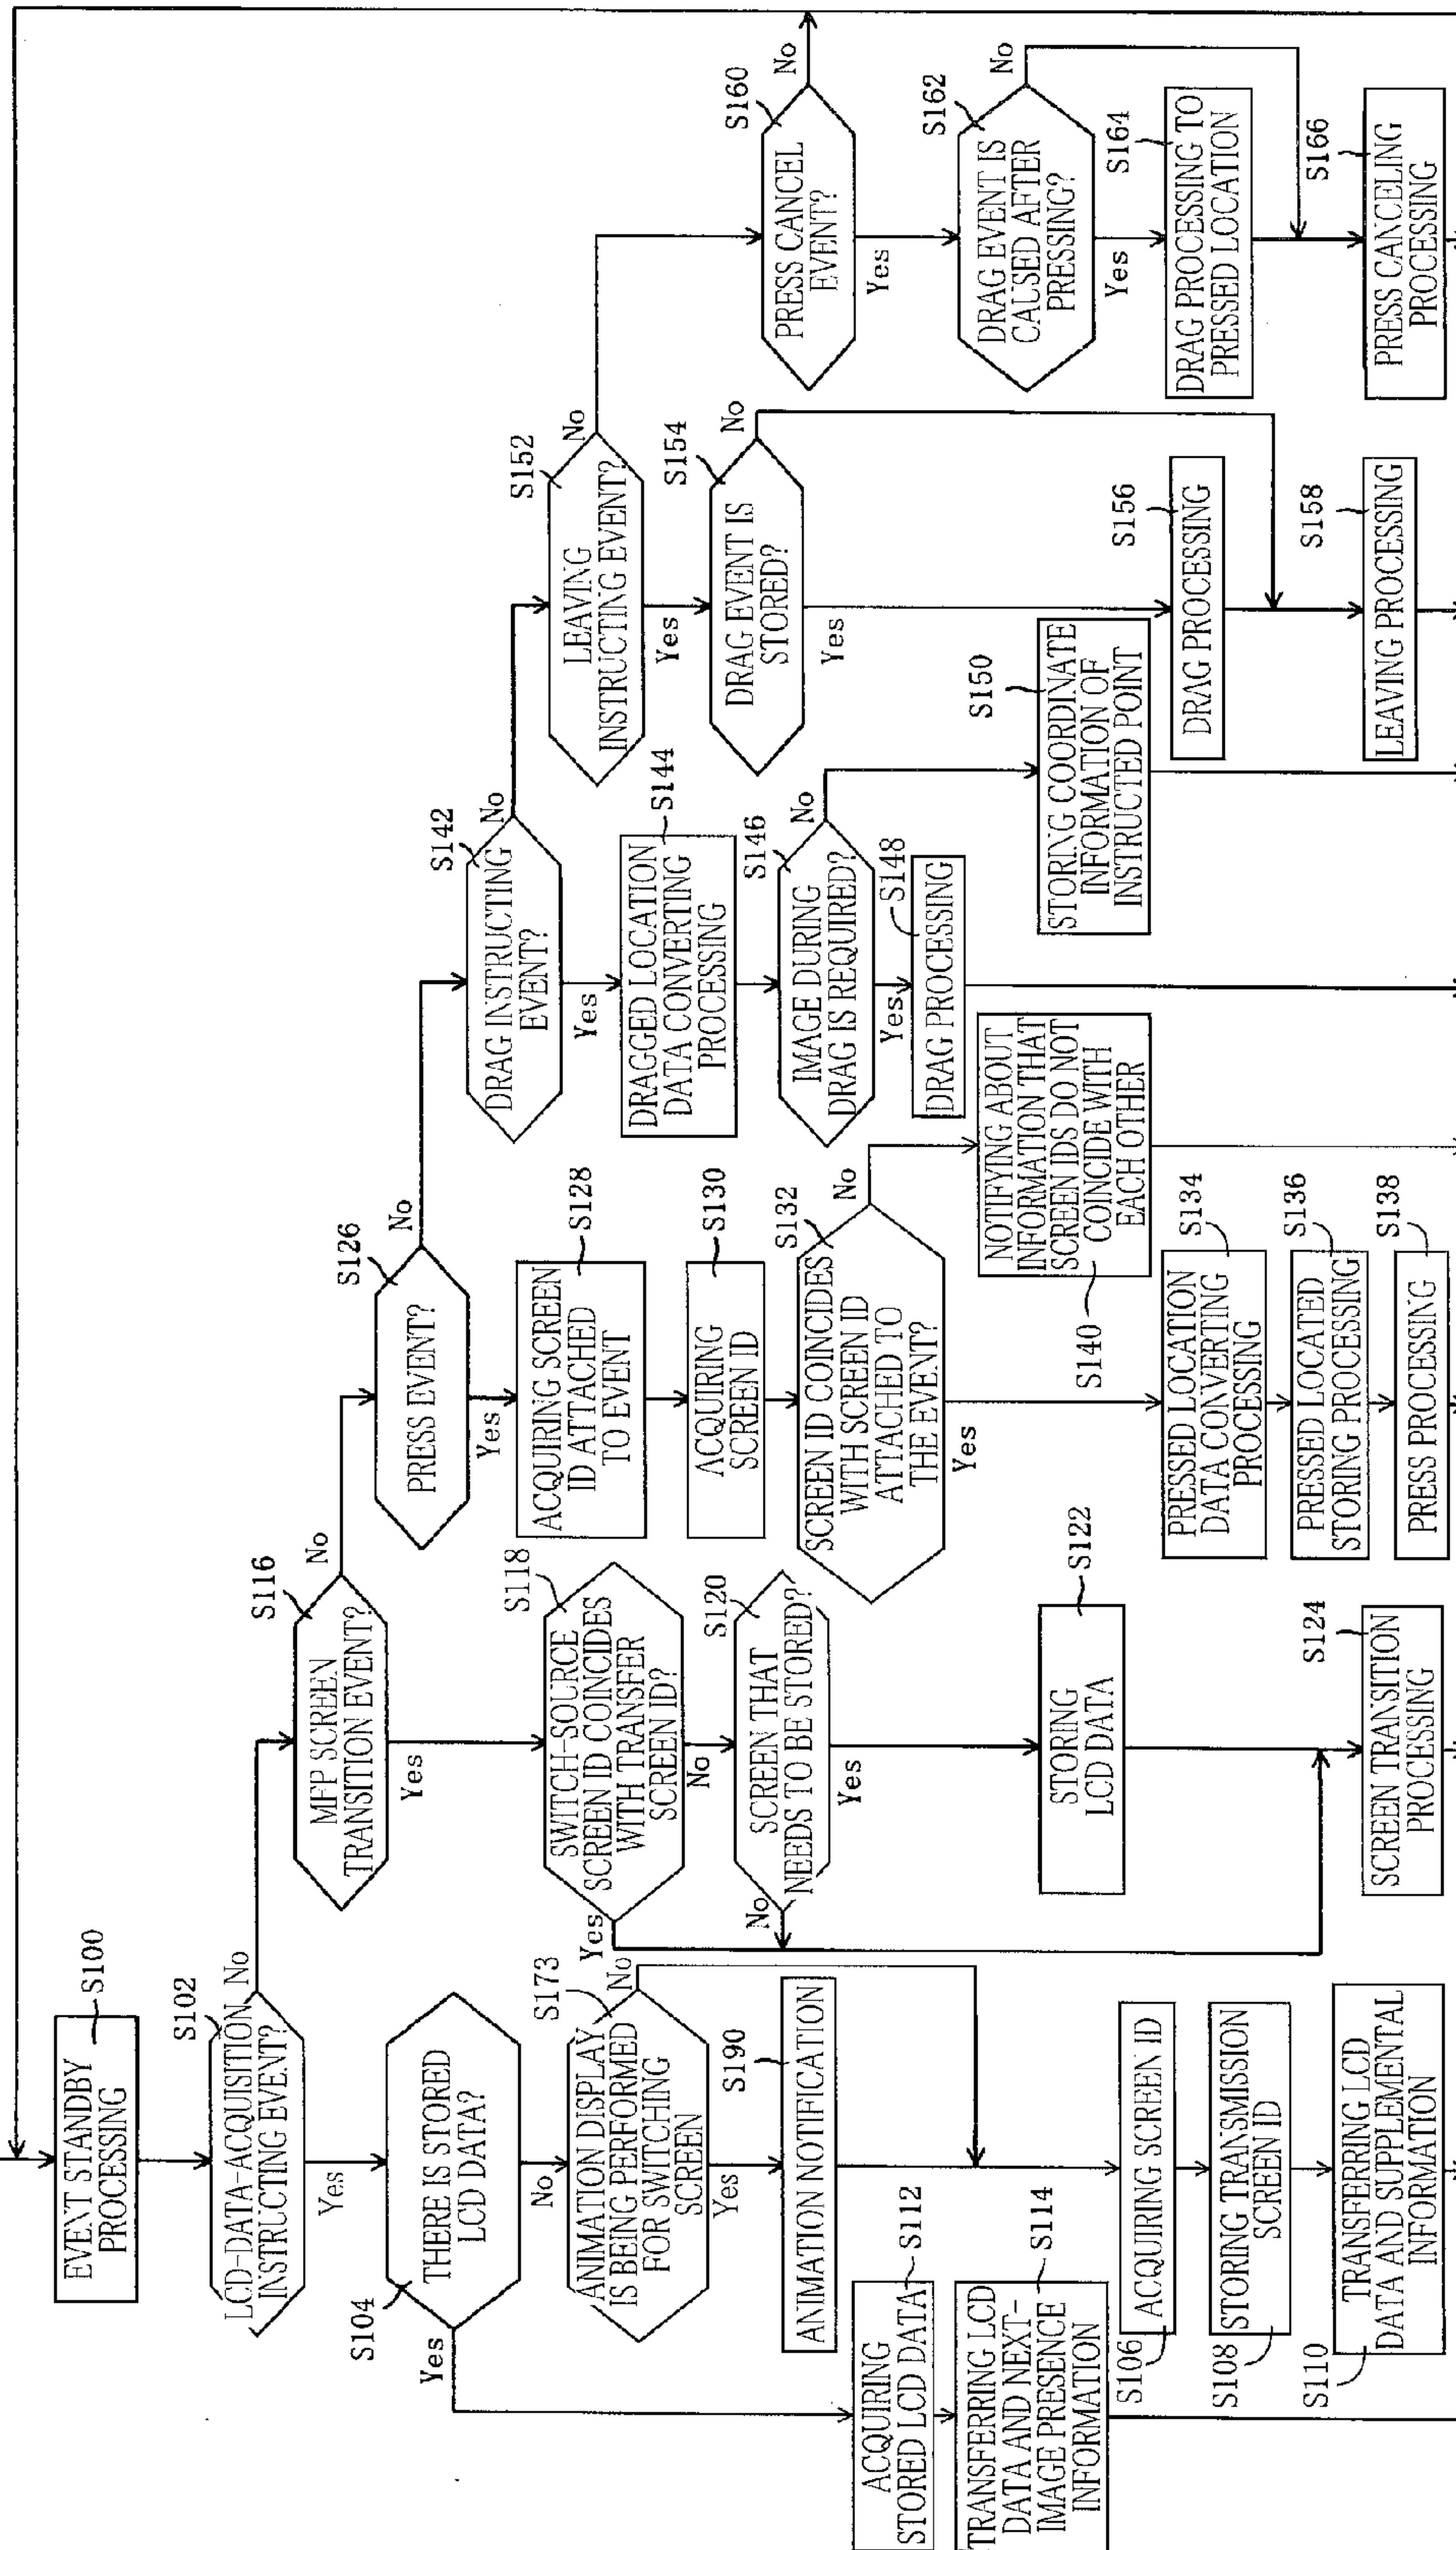 S100
EVENT STANDBY
PROCESSING
S102
LCD-DATA-ACQUISITION
INSTRUCTING EVENT?
No
Yes
S104
THERE IS STORED
LCD DATA?
Yes
No
S173
ANIMATION DISPLAY
IS BEING PERFORMED
FOR SWITCHING
SCREEN
No
Yes
S190
ANIMATION NOTIFICATION
S112
ACQUIRING
STORED LCD DATA
S114
TRANSFERRING LCD
DATA AND NEXT-
IMAGE PRESENCE
INFORMATION
S106
ACQUIRING SCREEN ID
S108
STORING TRANSMISSION
SCREEN ID
S110
TRANSFERRING LCD
DATA AND SUPPLEMENTAL
INFORMATION
S116
MFP SCREEN
TRANSITION EVENT?
No
Yes
S118
SWITCH-SOURCE
SCREEN ID COINCIDES
WITH TRANSFER
SCREEN ID?
Yes
No
S120
SCREEN THAT
NEEDS TO BE STORED?
No
Yes
S122
STORING
LCD DATA
S124
SCREEN TRANSITION
PROCESSING
S126
PRESS EVENT?
No
Yes
S128
ACQUIRING SCREEN
ID ATTACHED
TO EVENT
S130
ACQUIRING
SCREEN ID
S132
SCREEN ID COINCIDES
WITH SCREEN ID
ATTACHED TO
THE EVENT?
No
Yes
NOTIFYING ABOUT
INFORMATION THAT
SCREEN IDS DO NOT
COINCIDE WITH
EACH OTHER
S140
S134
PRESSED LOCATION
DATA CONVERTING
PROCESSING
S136
PRESSED LOCATED
STORING PROCESSING
S138
PRESS PROCESSING
S142
DRAG INSTRUCTING
EVENT?
No
Yes
S144
DRAGGED LOCATION
DATA CONVERTING
PROCESSING
S146
IMAGE DURING
DRAG IS REQUIRED?
No
Yes
S148
DRAG PROCESSING
S150
STORING COORDINATE
INFORMATION OF
INSTRUCTED POINT
S152
LEAVING
INSTRUCTING EVENT?
No
Yes
S154
DRAG EVENT IS
STORED?
No
Yes
S156
DRAG PROCESSING
S158
LEAVING PROCESSING
S160
PRESS CANCEL
EVENT?
No
Yes
S162
DRAG EVENT IS
CAUSED AFTER
PRESSING?
No
Yes
S164
DRAG PROCESSING TO
PRESSED LOCATION
S166
PRESS CANCELING
PROCESSING